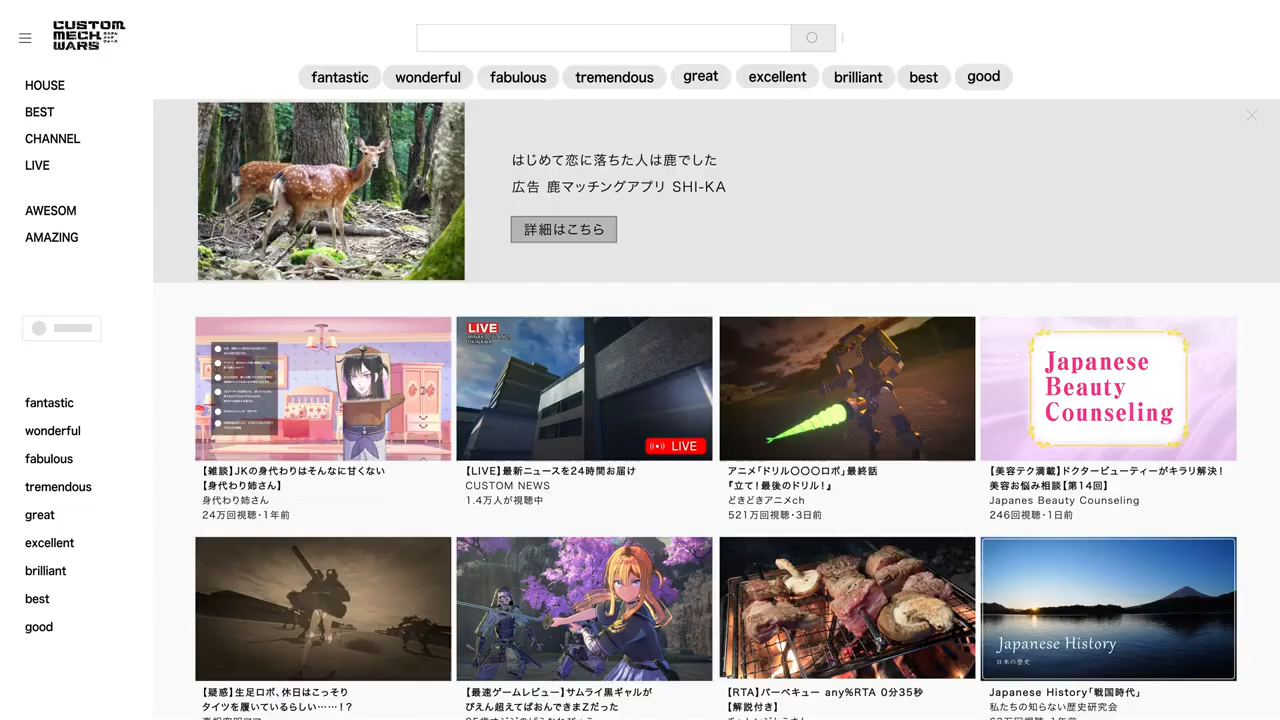 CUSTOM
MECH
WARS
カスタム
メック
ウォーズ
fantastic wonderful fabulous tremendous great excellent brilliant best good
HOUSE
BEST
CHANNEL
LIVE
AWESOM
AMAZING
fantastic
wonderful
fabulous
tremendous
great
excellent
brilliant
best
good
はじめて恋に落ちた人は鹿でした
広告 鹿マッチングアプリ SHI-KA
詳細はこちら
【雑談】JKの身代わりはそんなに甘くない
【身代わり姉さん】
身代わり姉さん
24万回視聴・1年前
LIVE
MINATO ISLAND,
OKINAWA
LIVE
【LIVE】最新ニュースを24時間お届け
CUSTOM NEWS
1.4万人が視聴中
アニメ「ドリル〇〇〇ロボ」最終話
『立て!最後のドリル!』
どきどきアニメch
521万回視聴・3日前
Japanese
Beauty
Counseling
【美容テク満載】ドクタービューティーがキラリ解決!
美容お悩み相談【第14回】
Japanes Beauty Counseling
246回視聴・1日前
【疑惑】生足ロボ、休日はこっそり
タイツを履いているらしい……!?
【最速ゲームレビュー】サムライ黒ギャルが
ぴえん超えてぱおんできまZだった
【RTA】バーベキュー any%RTA 0分35秒
【解説付き】
Japanese History
日本の歴史
Japanese History「戦国時代」
私たちの知らない歴史研究会